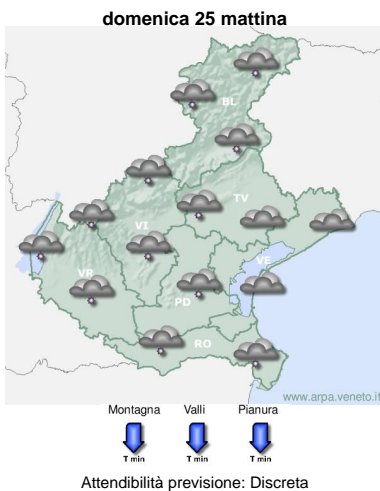 domenica 25 mattina
BL
TV
VI
VE
VR
PD
RO
www.arpa.veneto.it
Montagna Valli Pianura
T min T min T min
Attendibilità previsione: Discreta